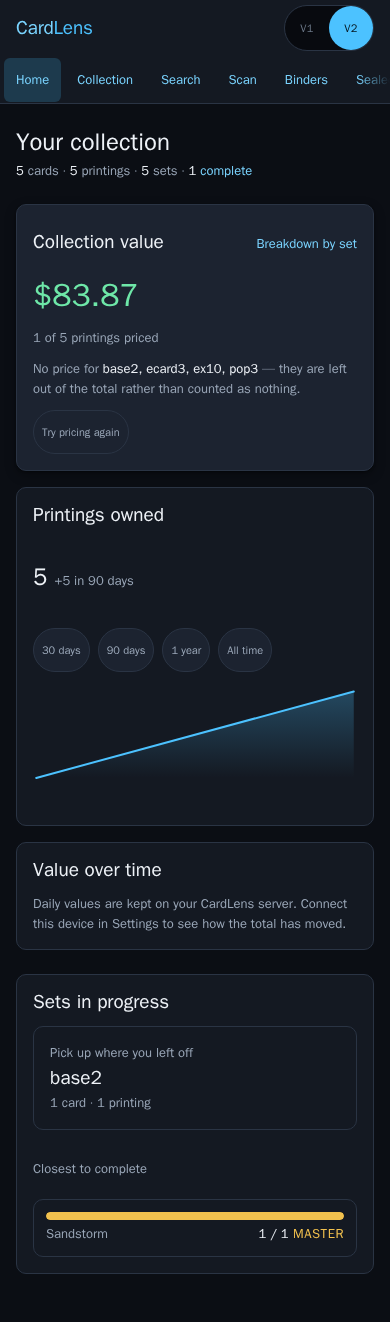 CardLens
V1 V2
Home Collection Search Scan Binders Seale
Your collection
5 cards · 5 printings · 5 sets · 1 complete
Collection value Breakdown by set
$83.87
1 of 5 printings priced
No price for base2, ecard3, ex10, pop3 — they are left
out of the total rather than counted as nothing.
Try pricing again
Printings owned
5 +5 in 90 days
30 days 90 days 1 year All time
Value over time
Daily values are kept on your CardLens server. Connect
this device in Settings to see how the total has moved.
Sets in progress
Pick up where you left off
base2
1 card · 1 printing
Closest to complete
Sandstorm 1 / 1 MASTER